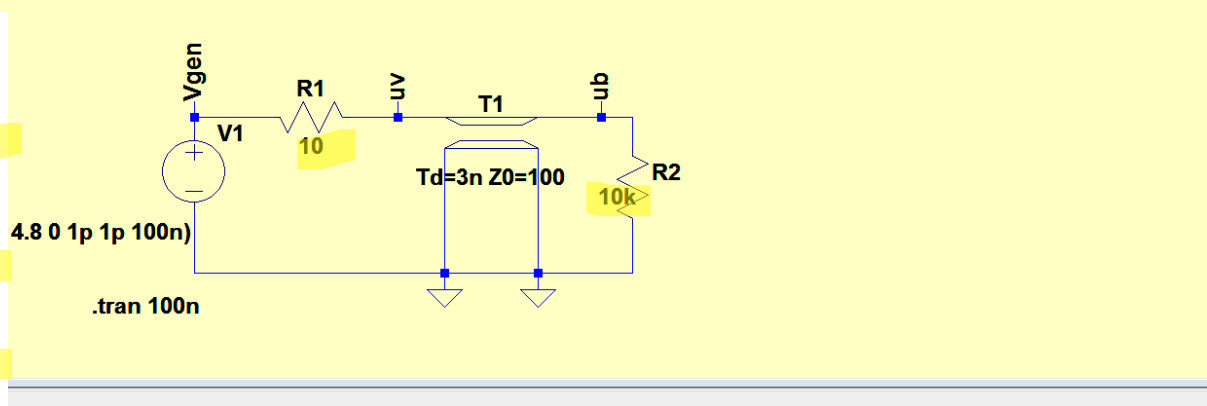 Vgen
R1
uv
T1
ub
V1
10
R2
Td=3n Z0=100
10k
4.8 0 1p 1p 100n)
.tran 100n